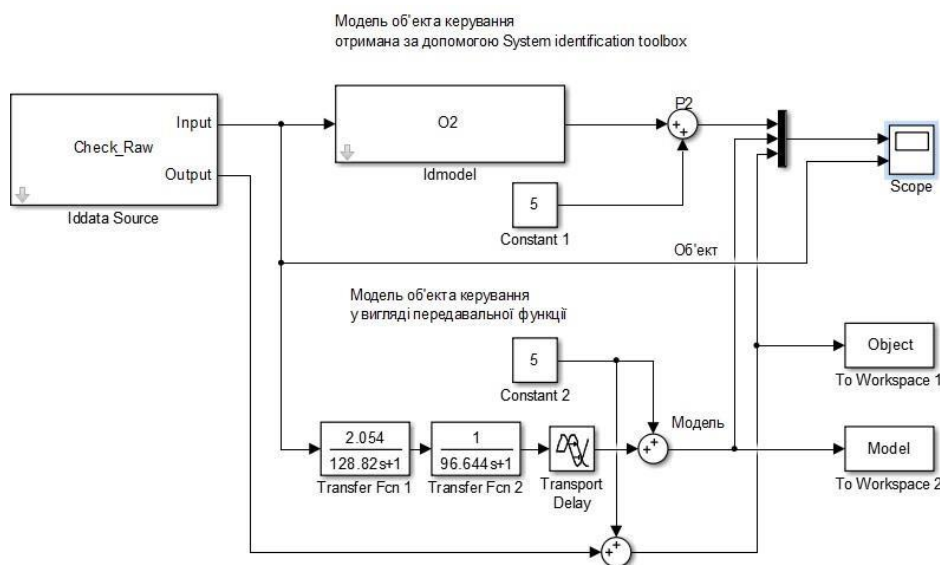 Модель об'єкта керування
отримана за допомогою System identification toolbox
Check_Raw
Input
Output
Iddata Source
O2
Idmodel
P2
+
+
Scope
5
Constant 1
Об'єкт
Модель об'єкта керування
у вигляді передавальної функції
5
Constant 2
Object
To Workspace 1
2.054
128.82s+1
Transfer Fcn 1
1
96.644s+1
Transfer Fcn 2
Transport
Delay
+
+
Модель
Model
To Workspace 2
+
+